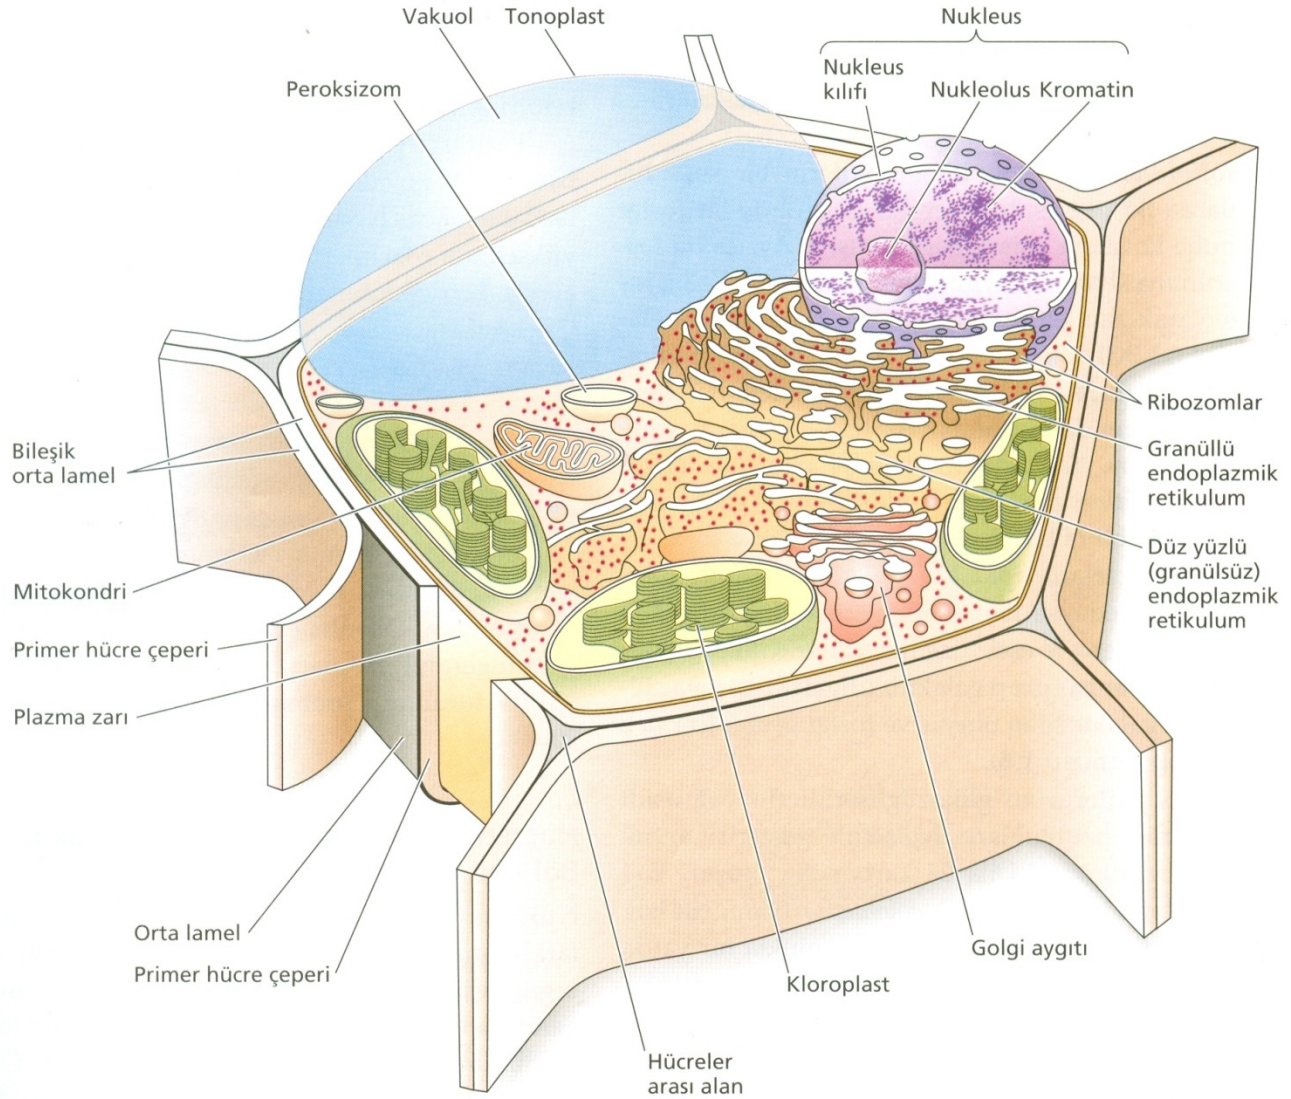 Vakuol
Tonoplast
Nukleus
Peroksizom
Nukleus
kılıfı
Nukleolus
Kromatin
Ribozomlar
Bileşik
orta lamel
Granüllü
endoplazmik
retikulum
Düz yüzlü
(granülsüz)
endoplazmik
retikulum
Mitokondri
Primer hücre çeperi
Plazma zarı
Orta lamel
Primer hücre çeperi
Golgi aygıtı
Kloroplast
Hücreler
arası alan